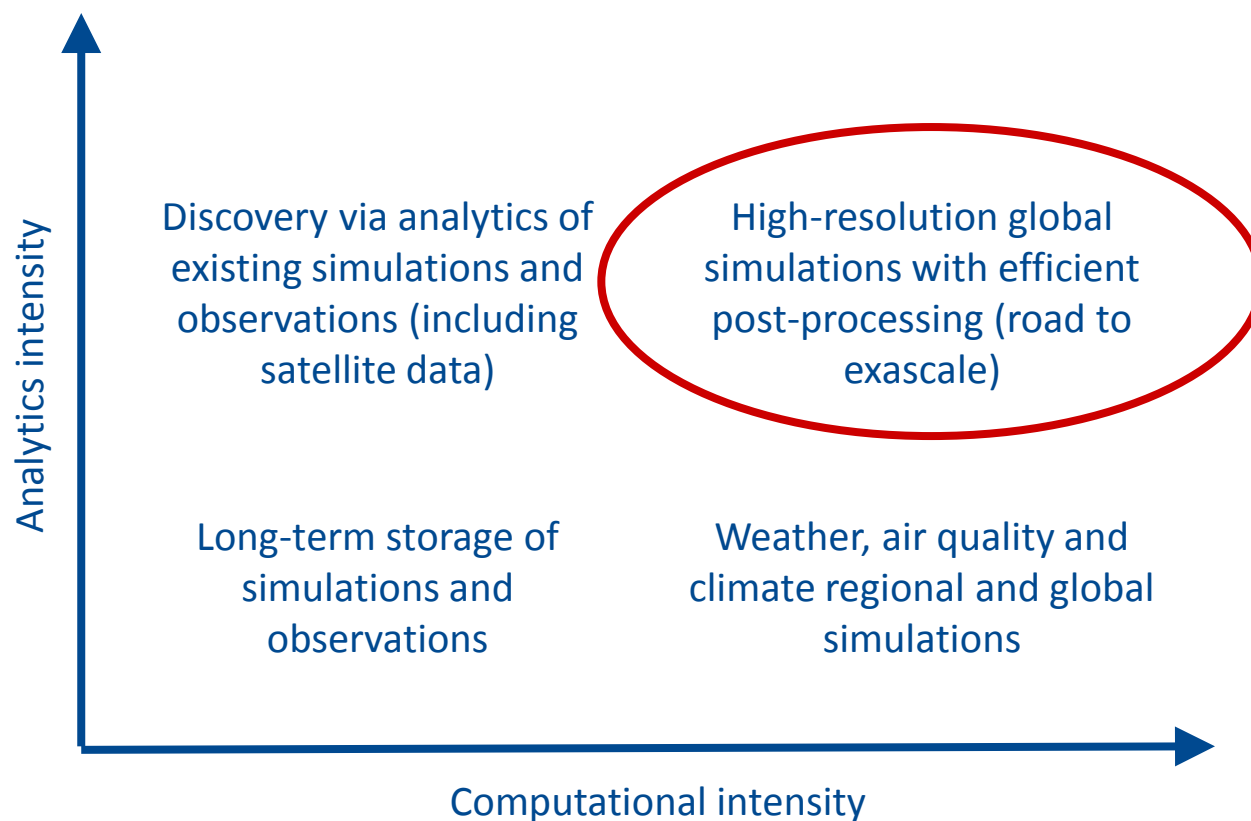 Analytics intensity
Discovery via analytics of
existing simulations and
observations (including
satellite data)
High-resolution global
simulations with efficient
post-processing (road to
exascale)
Long-term storage of
simulations and
observations
Weather, air quality and
climate regional and global
simulations
Computational intensity